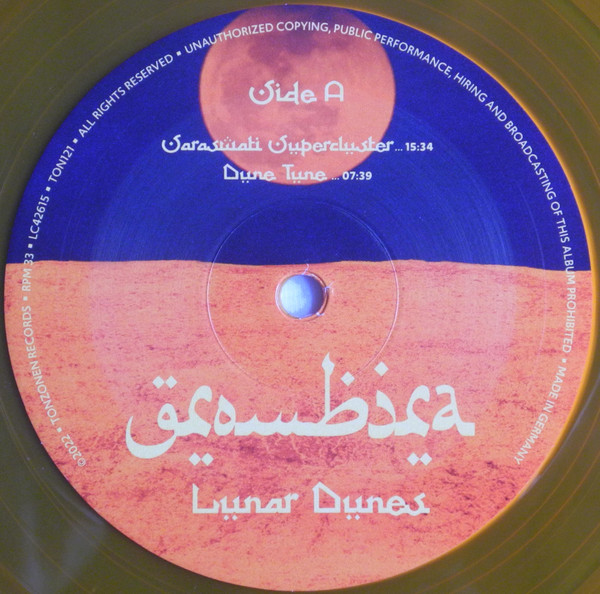 ©2022 ▪ TONZONEN RECORDS ▪ RPM 33 ▪ LC42615 ▪ TON121 ▪ ALL RIGHTS RESERVED ▪ UNAUTHORIZED COPYING, PUBLIC PERFORMANCE, HIRING AND BROADCASTING OF THIS ALBUM PROHIBITED ▪ MADE IN GERMANY
Side A
Saraswati Supercluster... 15:34
Dune Tune ... 07:39
grombira
Lunar Dunes